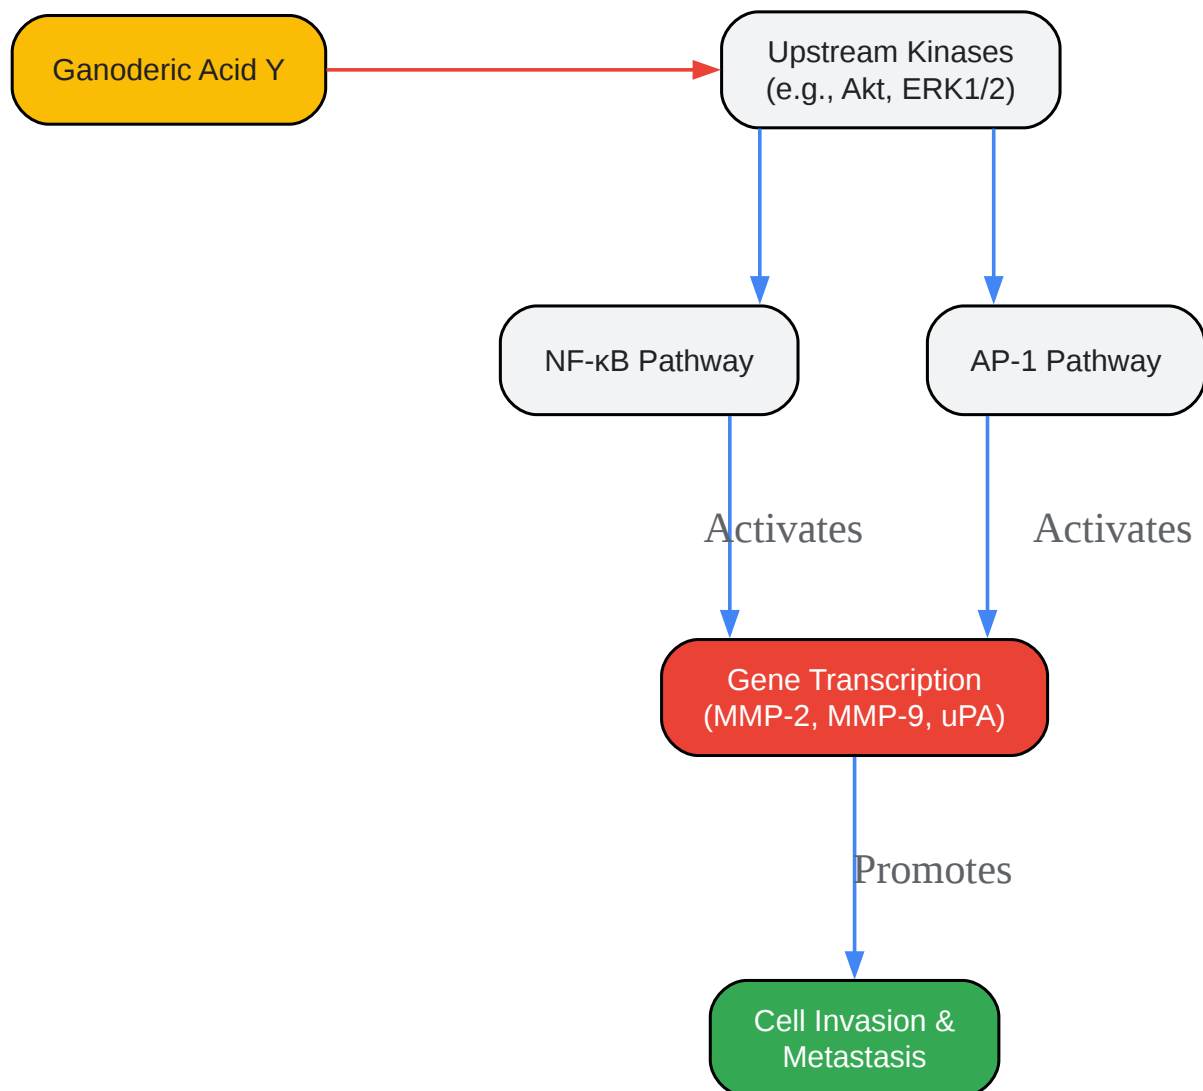 Ganoderic Acid Y
Upstream Kinases
(e.g., Akt, ERK1/2)
NF-κB Pathway
AP-1 Pathway
Activates
Activates
Gene Transcription
(MMP-2, MMP-9, uPA)
Promotes
Cell Invasion &
Metastasis